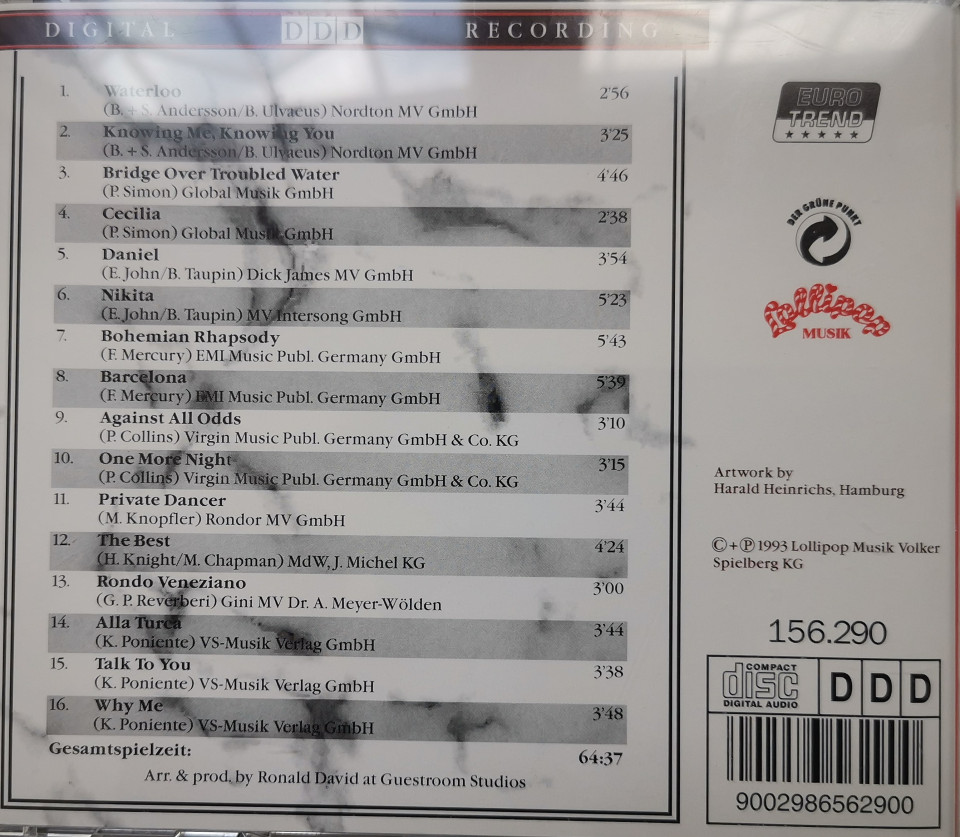 DIGITAL DDD RECORDING
1. Waterloo 2'56
(B. + S. Andersson/B. Ulvaeus) Nordton MV GmbH
2. Knowing Me, Knowing You 3'25
(B. + S. Andersson/B. Ulvaeus) Nordton MV GmbH
3. Bridge Over Troubled Water 4'46
(P. Simon) Global Musik GmbH
4. Cecilia 2'38
(P. Simon) Global Musik GmbH
5. Daniel 3'54
(E. John/B. Taupin) Dick James MV GmbH
6. Nikita 5'23
(E. John/B. Taupin) MV Intersong GmbH
7. Bohemian Rhapsody 5'43
(F. Mercury) EMI Music Publ. Germany GmbH
8. Barcelona 5'39
(F. Mercury) EMI Music Publ. Germany GmbH
9. Against All Odds 3'10
(P. Collins) Virgin Music Publ. Germany GmbH & Co. KG
10. One More Night 3'15
(P. Collins) Virgin Music Publ. Germany GmbH & Co. KG
11. Private Dancer 3'44
(M. Knopfler) Rondor MV GmbH
12. The Best 4'24
(H. Knight/M. Chapman) MdW, J. Michel KG
13. Rondo Veneziano 3'00
(G. P. Reverberi) Gini MV Dr. A. Meyer-Wölden
14. Alla Turca 3'44
(K. Poniente) VS-Musik Verlag GmbH
15. Talk To You 3'38
(K. Poniente) VS-Musik Verlag GmbH
16. Why Me 3'48
(K. Poniente) VS-Musik Verlag GmbH
Gesamtspielzeit: 64:37
Arr. & prod. by Ronald David at Guestroom Studios
EURO
TREND
DER GRÜNE PUNKT
Lollipop
MUSIK
Artwork by
Harald Heinrichs, Hamburg
©+℗ 1993 Lollipop Musik Volker
Spielberg KG
156.290
COMPACT
disc
DIGITAL AUDIO
D D D
9002986562900